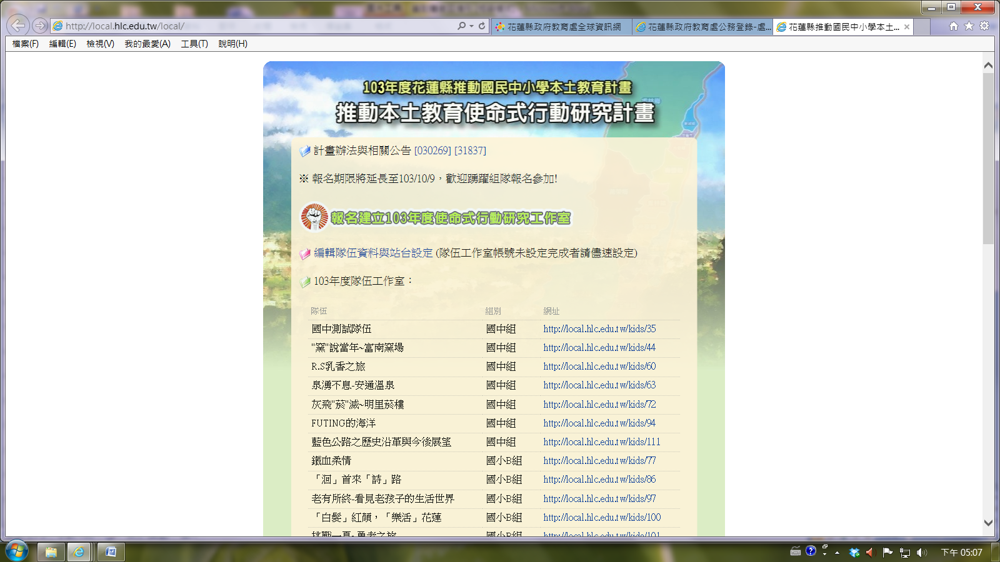 http://local.hlc.edu.tw/local/
花蓮縣政府教育處全球資訊網
花蓮縣政府教育處公務登錄-處...
花蓮縣推動國民中小學本土...
檔案(F) 編輯(E) 檢視(V) 我的最愛(A) 工具(T) 說明(H)
103年度花蓮縣推動國民中小學本土教育計畫
推動本土教育使命式行動研究計畫
計畫辦法與相關公告 [030269] [31837]
※ 報名期限將延長至103/10/9，歡迎踴躍組隊報名參加!
報名建立103年度使命式行動研究工作室
編輯隊伍資料與站台設定 (隊伍工作室帳號未設定完成者請儘速設定)
103年度隊伍工作室：
隊伍 組別 網址
國中測試隊伍 國中組 http://local.hlc.edu.tw/kids/35
"窯"說當年~富南窯場 國中組 http://local.hlc.edu.tw/kids/44
R.S乳香之旅 國中組 http://local.hlc.edu.tw/kids/60
泉湧不息-安通溫泉 國中組 http://local.hlc.edu.tw/kids/63
灰飛"菸"滅~明里菸樓 國中組 http://local.hlc.edu.tw/kids/72
FUTING的海洋 國中組 http://local.hlc.edu.tw/kids/94
藍色公路之歷史沿革與今後展望 國中組 http://local.hlc.edu.tw/kids/111
鐵血柔情 國小B組 http://local.hlc.edu.tw/kids/77
「洄」首來「詩」路 國小B組 http://local.hlc.edu.tw/kids/86
老有所終-看見老孩子的生活世界 國小B組 http://local.hlc.edu.tw/kids/97
「白髮」紅顏，「樂活」花蓮 國小B組 http://local.hlc.edu.tw/kids/100
挑戰一夏-勇者之旅 國小B組 http://local.hlc.edu.tw/kids/101
下午 05:07